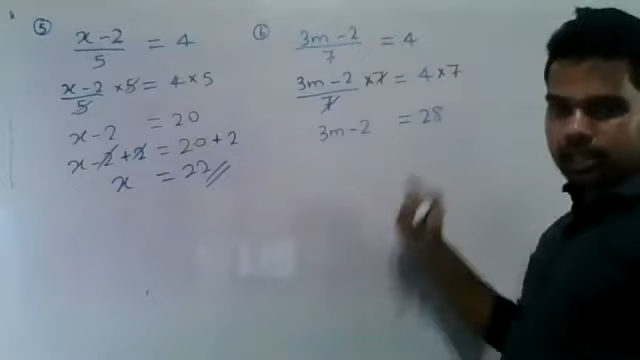 ⑤ (x-2)/5 = 4
(x-2)/5 × 5 = 4 × 5
x-2 = 20
x-2+2 = 20+2
x = 22//
⑥ (3m-2)/7 = 4
(3m-2)/7 × 7 = 4 × 7
3m-2 = 28